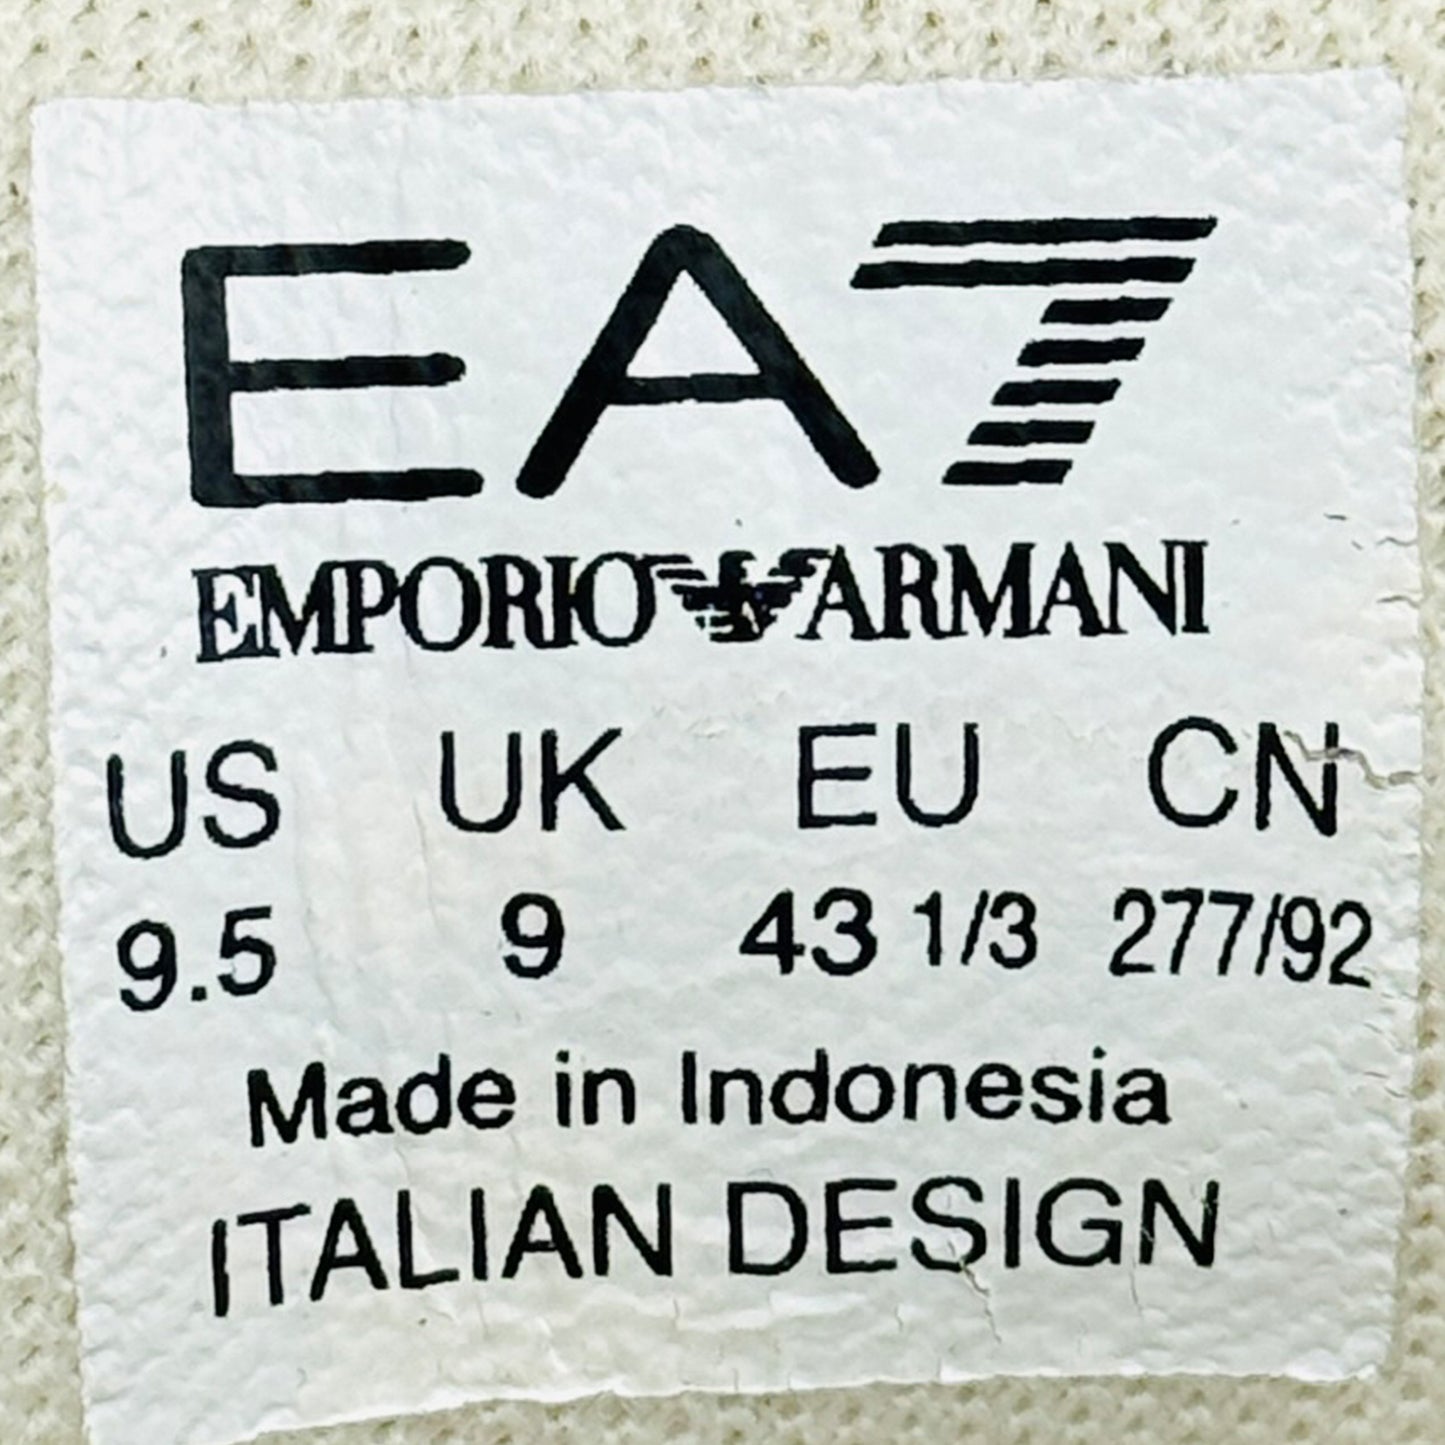 EA7
EMPORIO ARMANI
US UK EU CN
9.5 9 43 1/3 277/92
Made in Indonesia
ITALIAN DESIGN